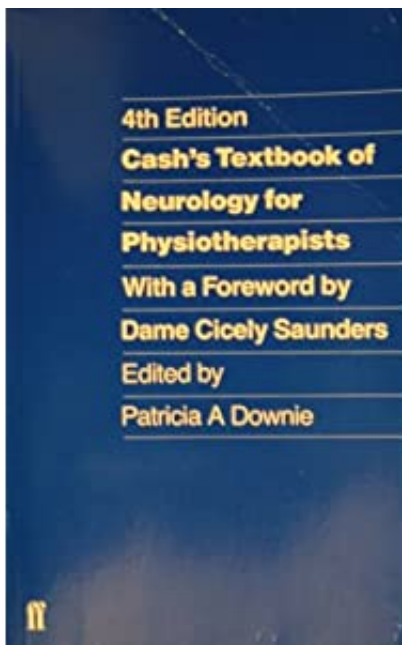 4th Edition
Cash's Textbook of
Neurology for
Physiotherapists
With a Foreword by
Dame Cicely Saunders
Edited by
Patricia A Downie
ff